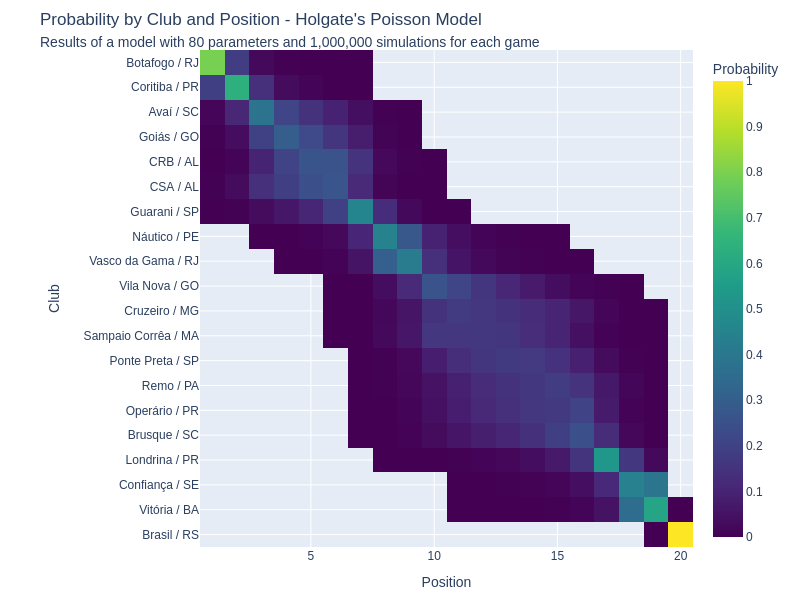 Probability by Club and Position - Holgate's Poisson Model
Results of a model with 80 parameters and 1,000,000 simulations for each game
Probability
Botafogo / RJ
Coritiba / PR
Avaí / SC
Goiás / GO
CRB / AL
CSA / AL
Guarani / SP
Náutico / PE
Vasco da Gama / RJ
Vila Nova / GO
Cruzeiro / MG
Sampaio Corrêa / MA
Ponte Preta / SP
Remo / PA
Operário / PR
Brusque / SC
Londrina / PR
Confiança / SE
Vitória / BA
Brasil / RS
Club
5
10
15
20
Position
1
0.9
0.8
0.7
0.6
0.5
0.4
0.3
0.2
0.1
0